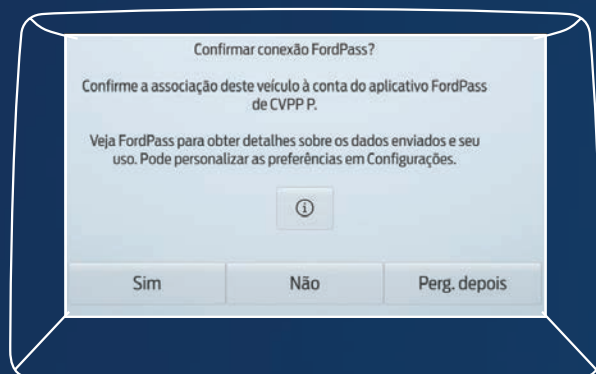 Confirmar conexão FordPass?
Confirme a associação deste veículo à conta do aplicativo FordPass
de CVPP P.
Veja FordPass para obter detalhes sobre os dados enviados e seu
uso. Pode personalizar as preferências em Configurações.
Sim
Não
Perg. depois